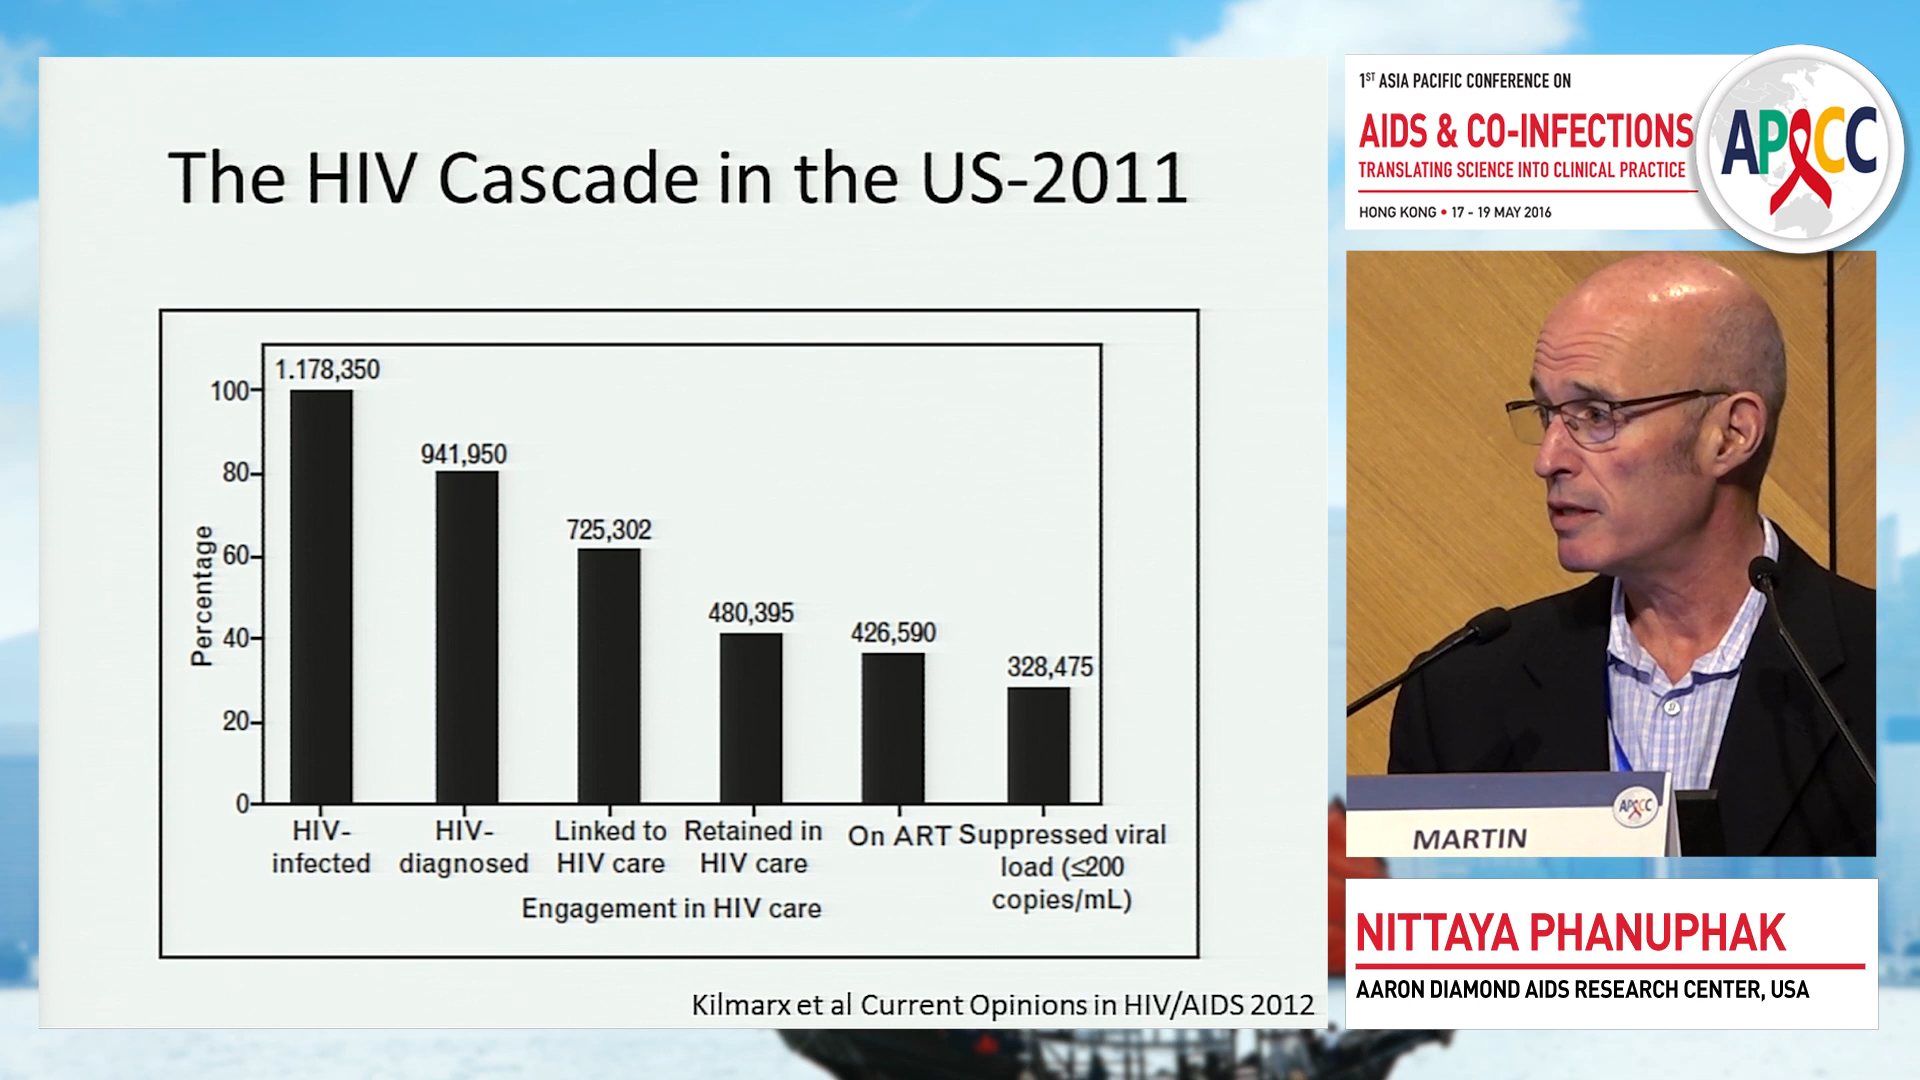 The HIV Cascade in the US-2011
1.178,350
941,950
725,302
480,395
426,590
328,475
100
80
60
40
20
0
Percentage
HIV-
infected
HIV-
diagnosed
Linked to
HIV care
Retained in
HIV care
On ART
Suppressed viral
load (≤200
copies/mL)
Engagement in HIV care
Kilmarx et al Current Opinions in HIV/AIDS 2012
1ST ASIA PACIFIC CONFERENCE ON
AIDS & CO-INFECTIONS
TRANSLATING SCIENCE INTO CLINICAL PRACTICE
HONG KONG • 17 - 19 MAY 2016
APACC
APACC
MARTIN
NITTAYA PHANUPHAK
AARON DIAMOND AIDS RESEARCH CENTER, USA